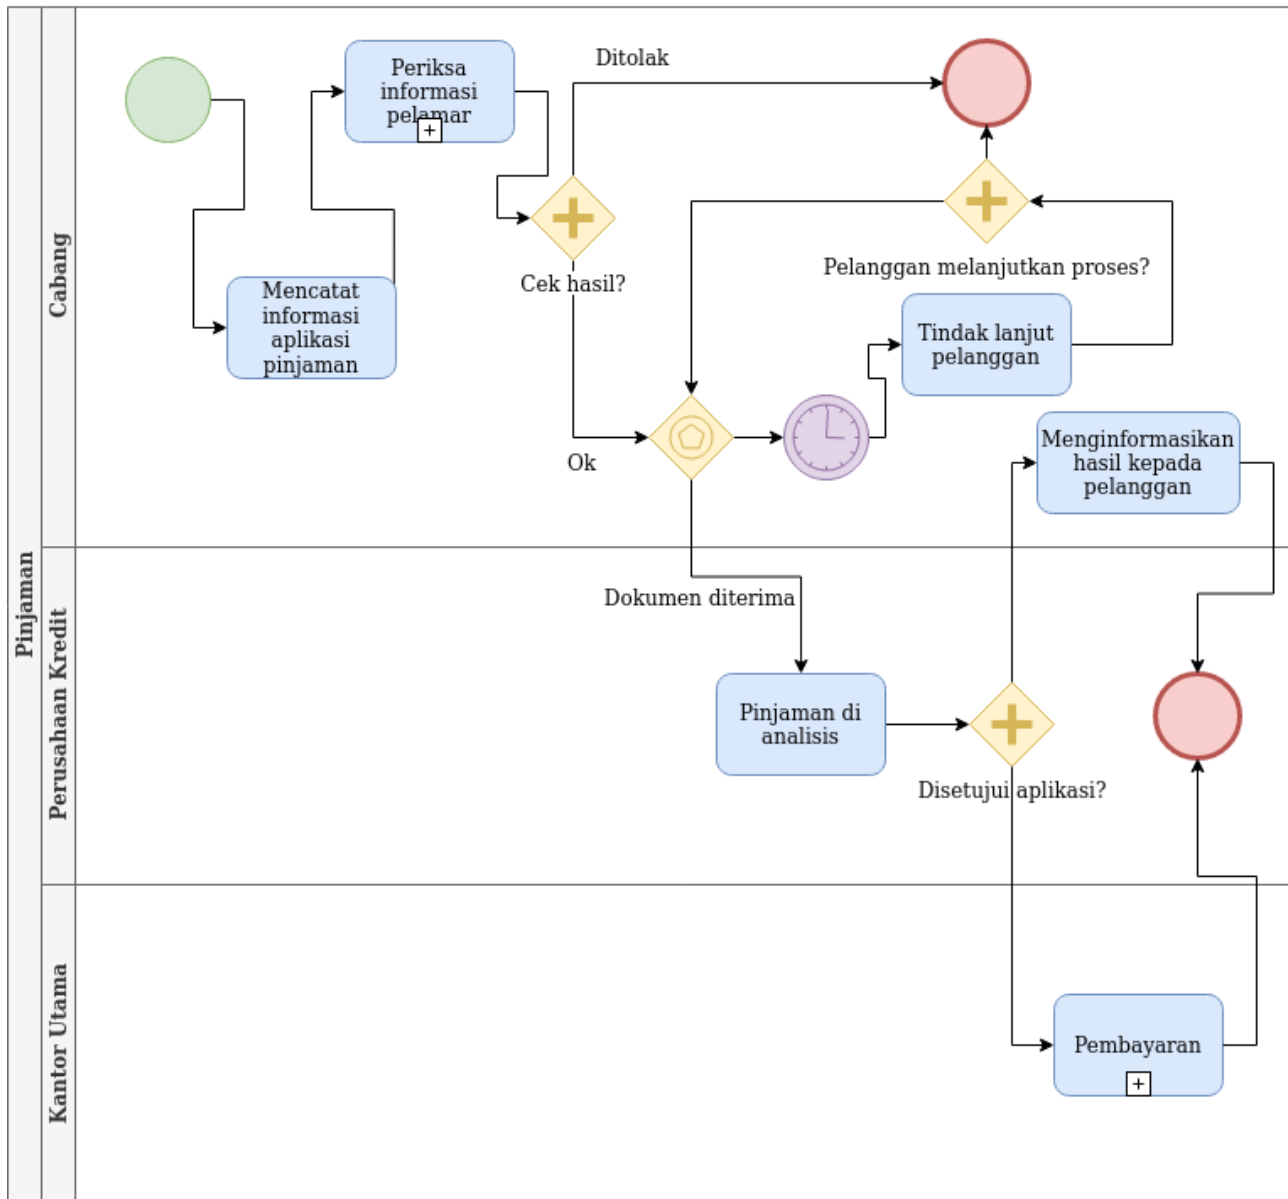 Pinjaman
Cabang
Perusahaan Kredit
Kantor Utama
Periksa
informasi
pelamar
Mencatat
informasi
aplikasi
pinjaman
Ditolak
Cek hasil?
Ok
Pelanggan melanjutkan proses?
Tindak lanjut
pelanggan
Menginformasikan
hasil kepada
pelanggan
Dokumen diterima
Pinjaman di
analisis
Disetujui aplikasi?
Pembayaran